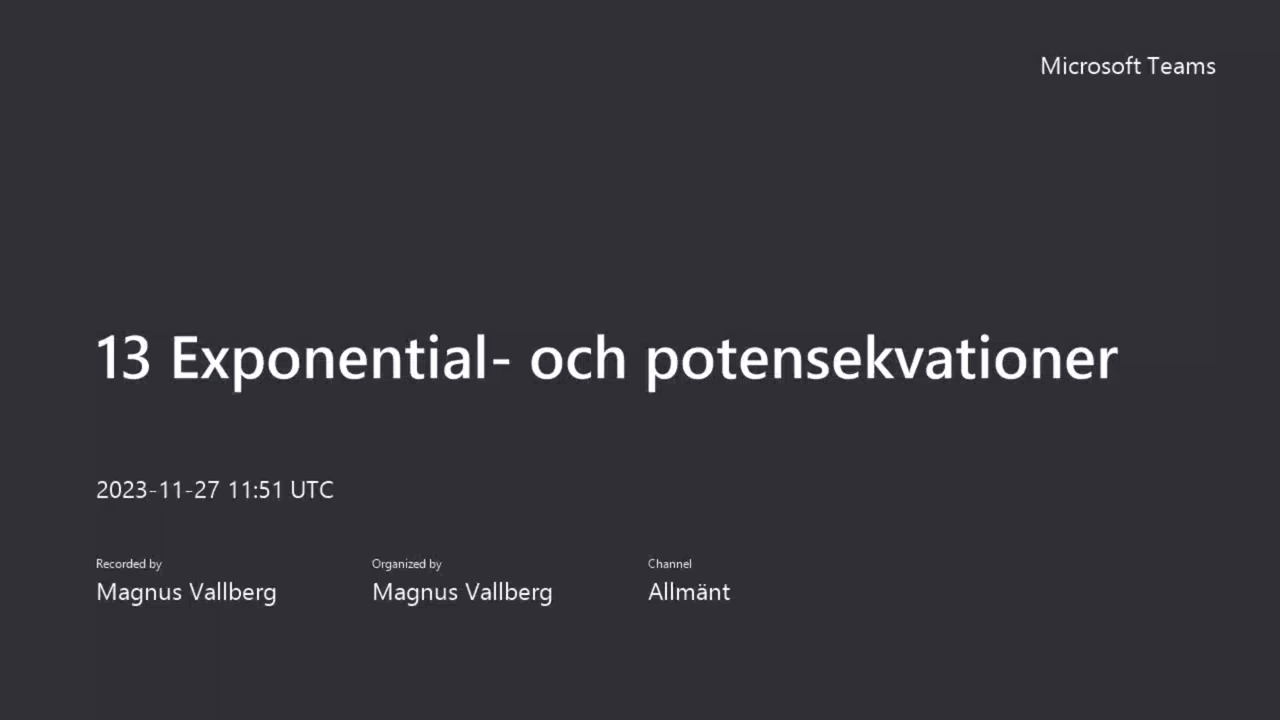 Microsoft Teams
13 Exponential- och potensekvationer
2023-11-27 11:51 UTC
Recorded by
Magnus Vallberg
Organized by
Magnus Vallberg
Channel
Allmänt